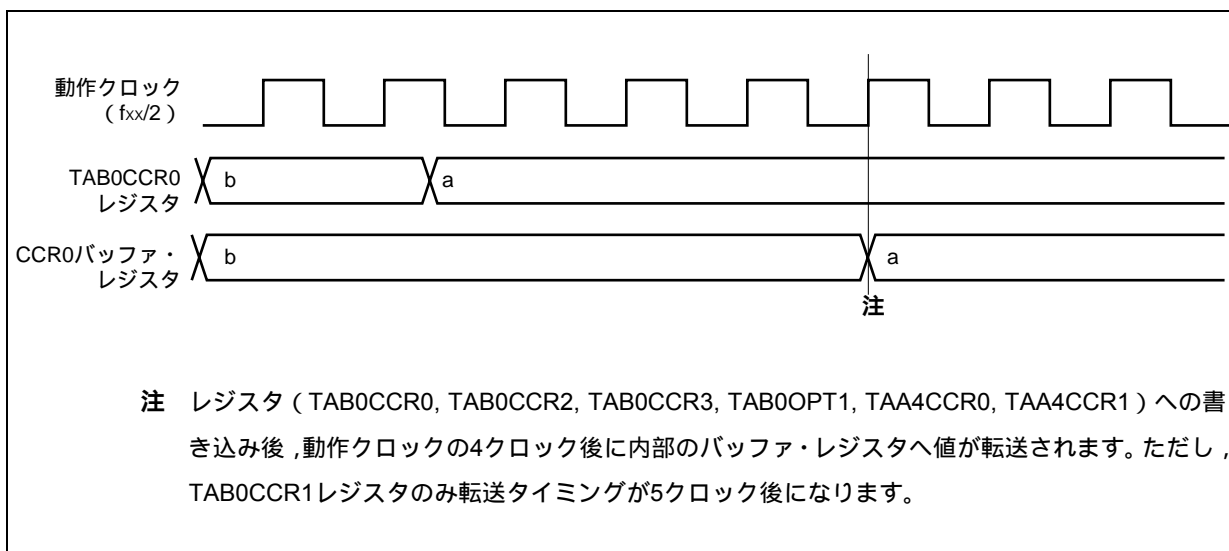 動作クロック
（fxx/2）
TAB0CCR0
レジスタ
b
a
CCR0バッファ・
レジスタ
b
a
注
注 レジスタ（TAB0CCR0, TAB0CCR2, TAB0CCR3, TAB0OPT1, TAA4CCR0, TAA4CCR1）への書
き込み後，動作クロックの4クロック後に内部のバッファ・レジスタへ値が転送されます。ただし，
TAB0CCR1レジスタのみ転送タイミングが5クロック後になります。